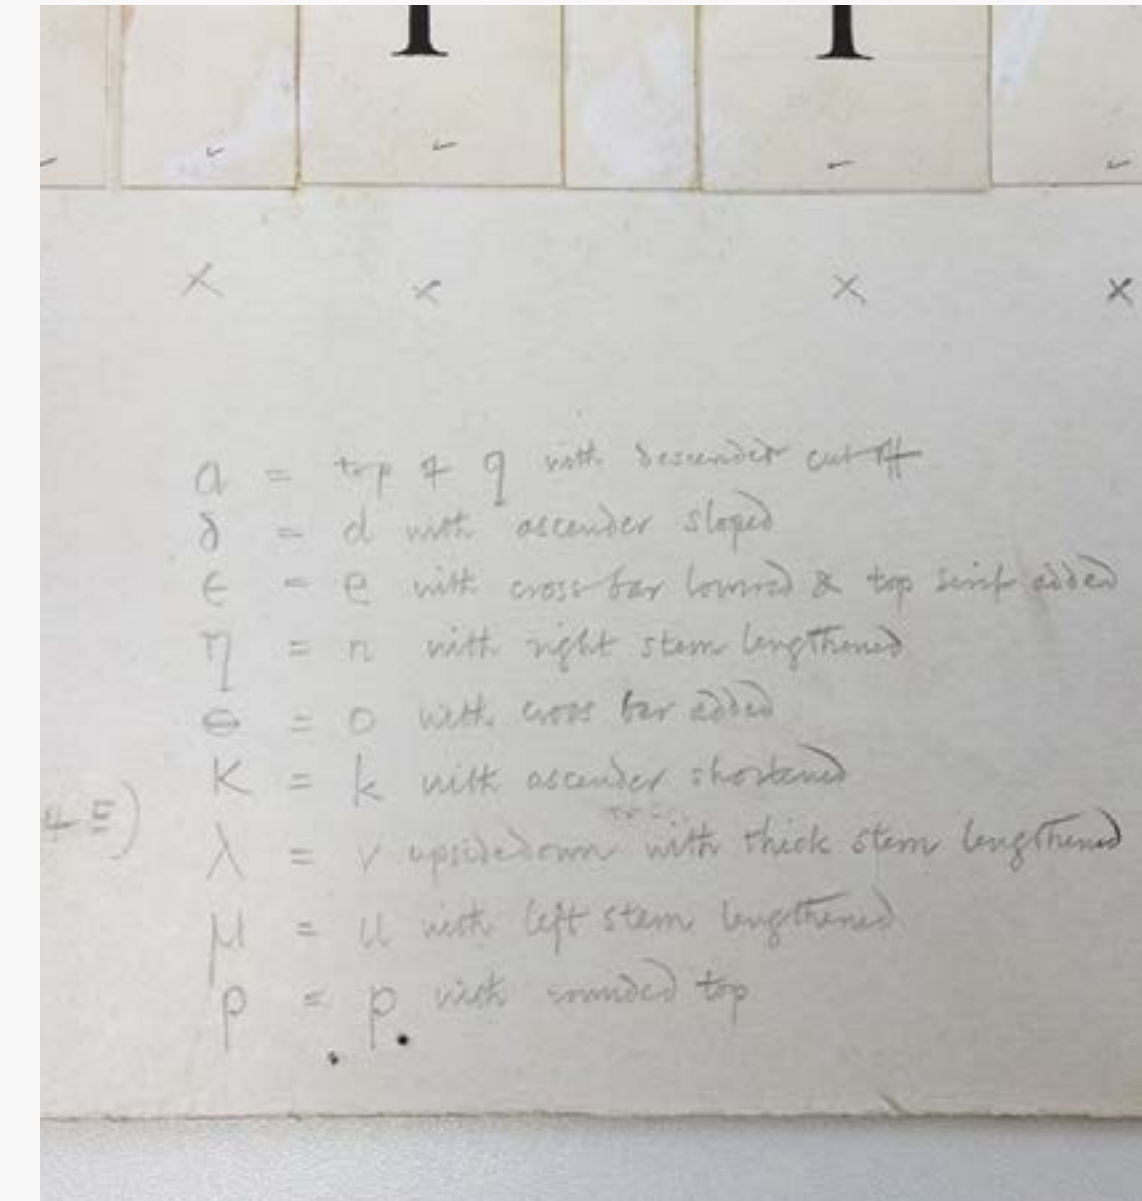 α = top of q with descender cut off
δ = d with ascender sloped
ϵ = e with cross bar lowered & top serif added
η = n with right stem lengthened
θ = o with cross bar added
κ = k with ascender shortened
Ξ)
λ = v upsidedown with thick stem lengthened
μ = u with left stem lengthened
ρ = p with rounded top